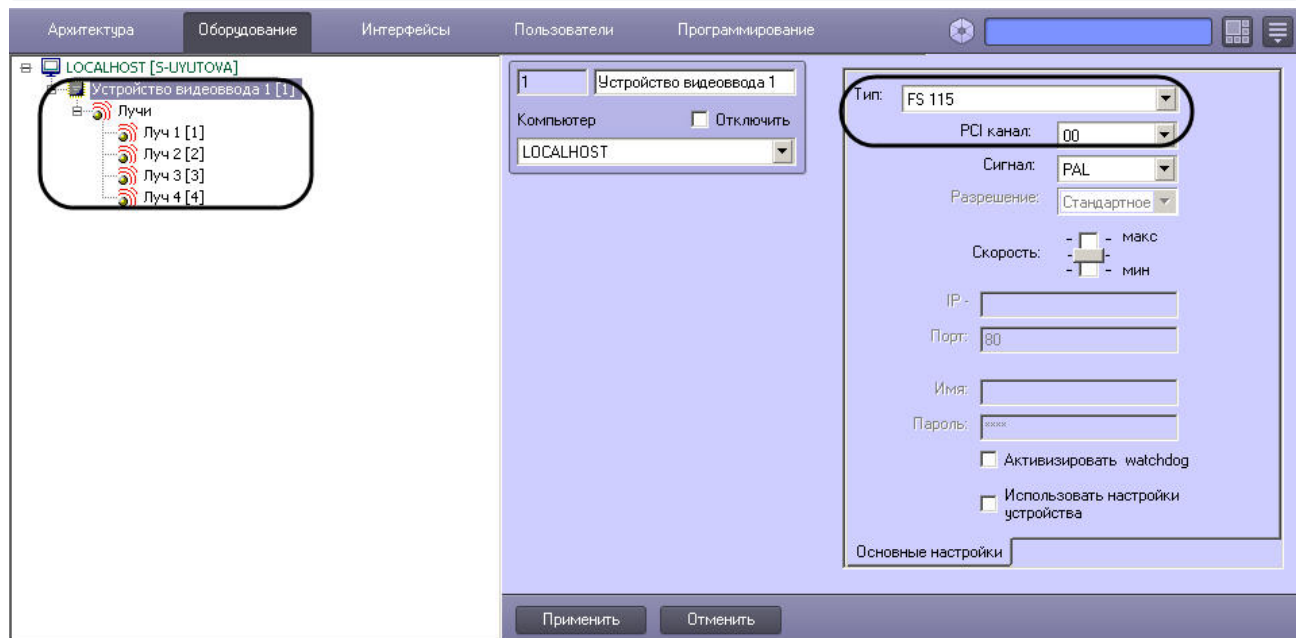 Архитектура Оборудование Интерфейсы Пользователи Программирование
LOCALHOST [S-UYUTOVA]
Устройство видеоввода 1 [1]
Лучи
Луч 1 [1]
Луч 2 [2]
Луч 3 [3]
Луч 4 [4]
1 Устройство видеоввода 1
Компьютер Отключить
LOCALHOST
Тип: FS 115
PCI канал: 00
Сигнал: PAL
Разрешение: Стандартное
Скорость: макс
мин
IP -
Порт: 80
Имя:
Пароль: ****
Активизировать watchdog
Использовать настройки
устройства
Основные настройки
Применить Отменить